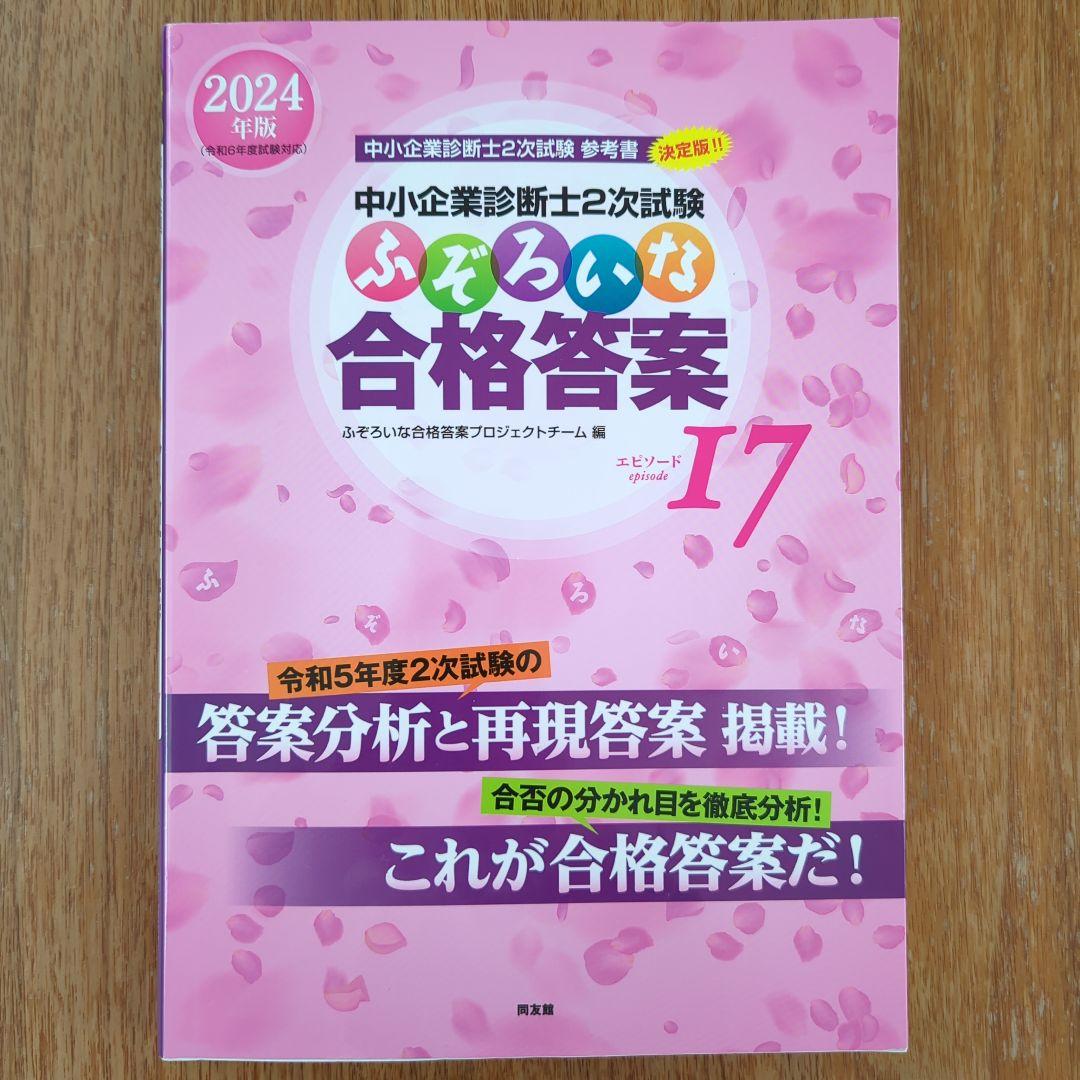 2024
年版
(令和6年度試験対応)
中小企業診断士2次試験 参考書
決定版!!
中小企業診断士2次試験
ふぞろいな
合格答案
ふぞろいな合格答案プロジェクトチーム 編
エピソード
episode
17
ふ
ぞ
ろ
い
な
令和5年度2次試験の
答案分析と再現答案 掲載!
合否の分かれ目を徹底分析!
これが合格答案だ!
同友館